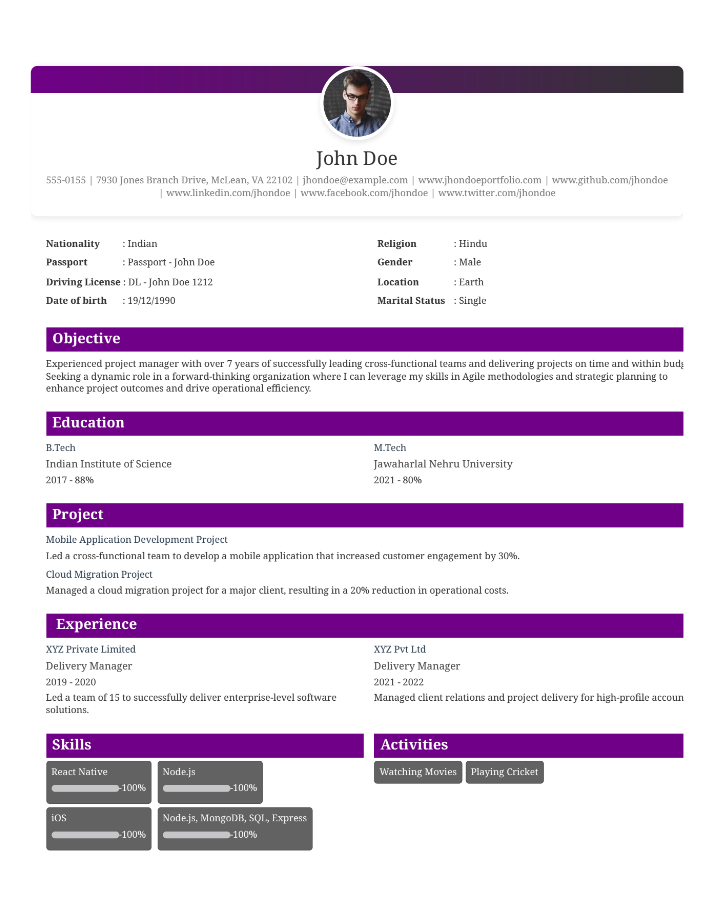 John Doe
555-0155 | 7930 Jones Branch Drive, McLean, VA 22102 | jhondoe@example.com | www.jhondoeportfolio.com | www.github.com/jhondoe
| www.linkedin.com/jhondoe | www.facebook.com/jhondoe | www.twitter.com/jhondoe
Nationality : Indian
Passport : Passport - John Doe
Driving License : DL - John Doe 1212
Date of birth : 19/12/1990
Religion : Hindu
Gender : Male
Location : Earth
Marital Status : Single
Objective
Experienced project manager with over 7 years of successfully leading cross-functional teams and delivering projects on time and within
Seeking a dynamic role in a forward-thinking organization where I can leverage my skills in Agile methodologies and strategic planning to
enhance project outcomes and drive operational efficiency.
Education
B.Tech
Indian Institute of Science
2017 - 88%
M.Tech
Jawaharlal Nehru University
2021 - 80%
Project
Mobile Application Development Project
Led a cross-functional team to develop a mobile application that increased customer engagement by 30%.
Cloud Migration Project
Managed a cloud migration project for a major client, resulting in a 20% reduction in operational costs.
Experience
XYZ Private Limited
Delivery Manager
2019 - 2020
Led a team of 15 to successfully deliver enterprise-level software
solutions.
XYZ Pvt Ltd
Delivery Manager
2021 - 2022
Managed client relations and project delivery for high-profile accoun
Skills
React Native
-100%
Node.js
-100%
iOS
-100%
Node.js, MongoDB, SQL, Express
-100%
Activities
Watching Movies
Playing Cricket